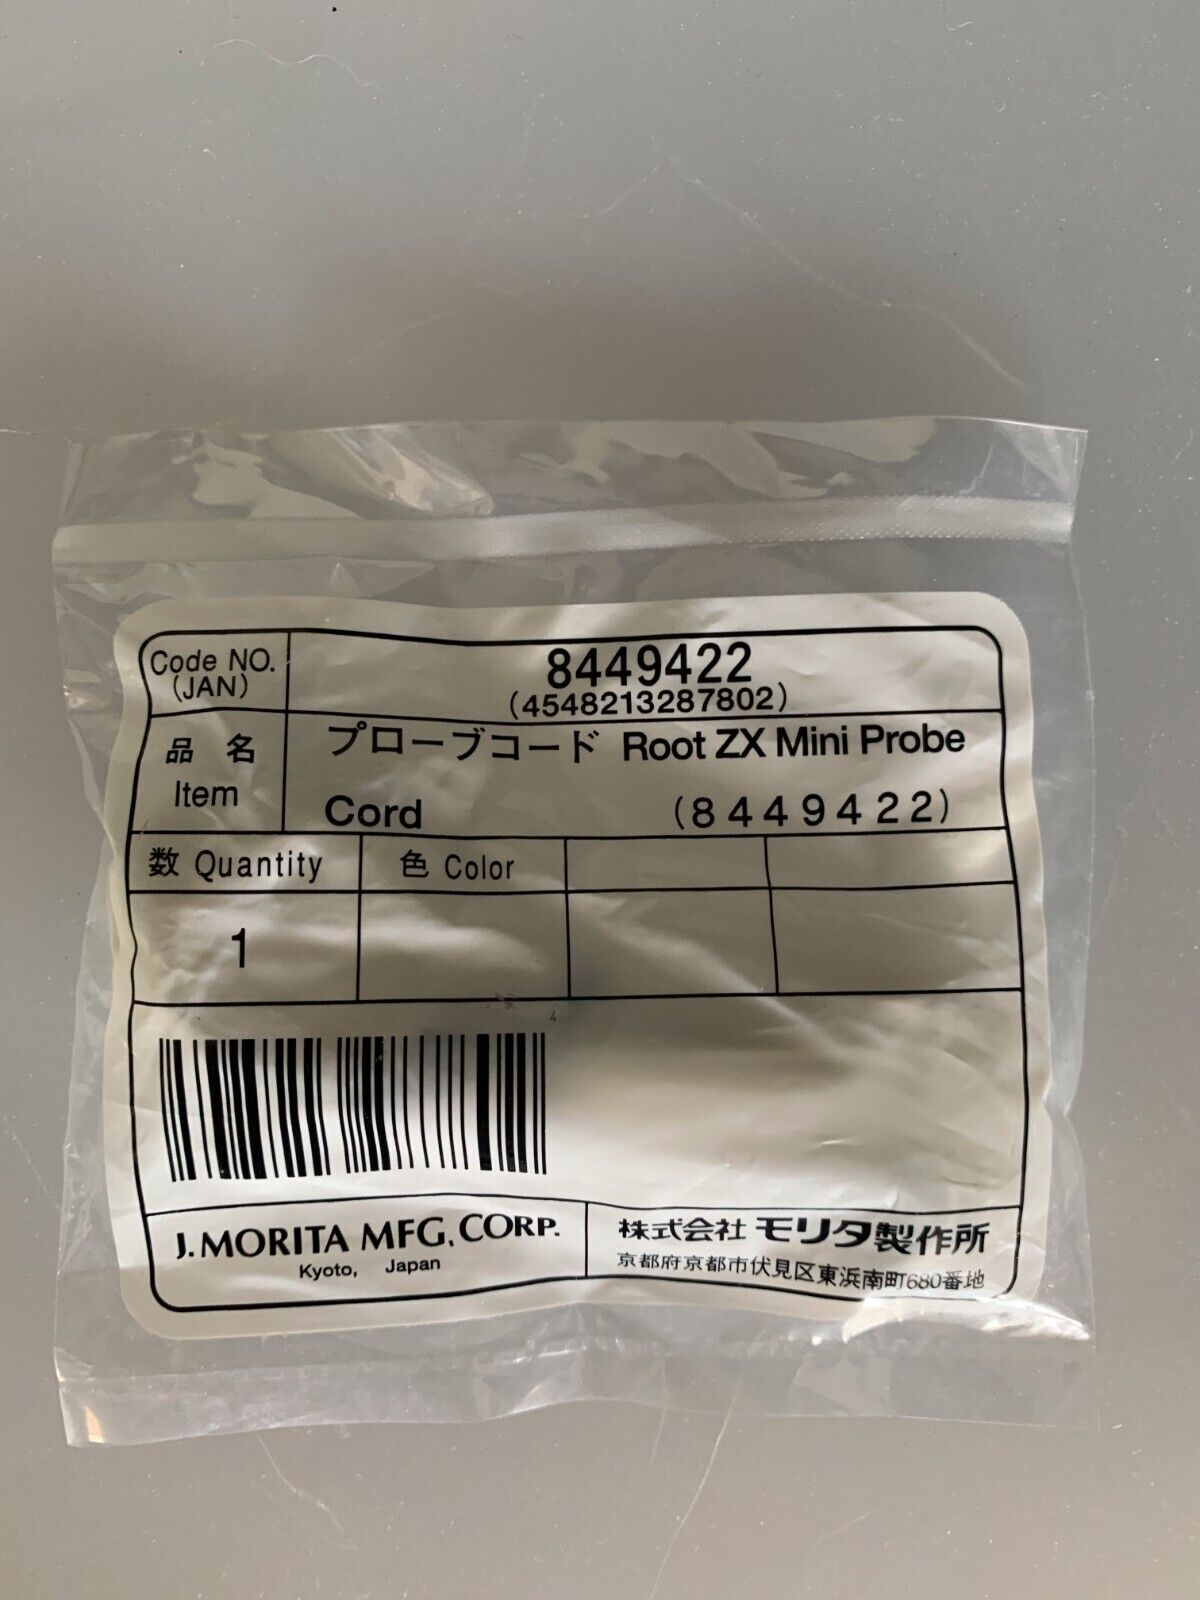 Code NO.
(JAN)
8449422
(4548213287802)
品 名
Item
プローブコード Root ZX Mini Probe
Cord (8449422)
数 Quantity
色 Color
1
J. MORITA MFG. CORP.
Kyoto, Japan
株式会社 モリタ製作所
京都府京都市伏見区東浜南町680番地